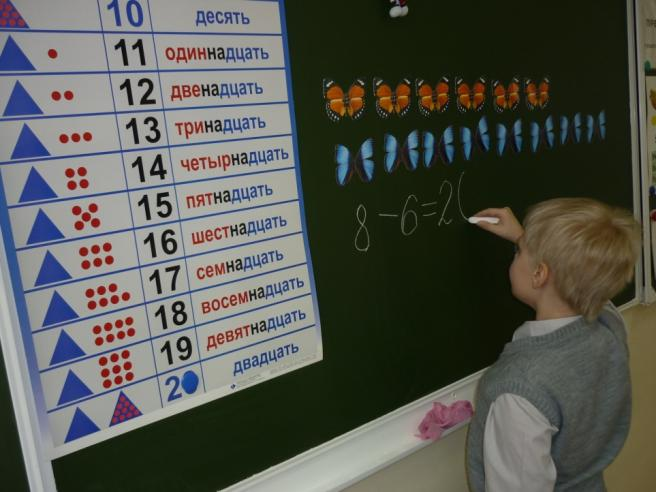 10 десять
11 одиннадцать
12 двенадцать
13 тринадцать
14 четырнадцать
15 пятнадцать
16 шестнадцать
17 семнадцать
18 восемнадцать
19 девятнадцать
20 двадцать
8-6=2(